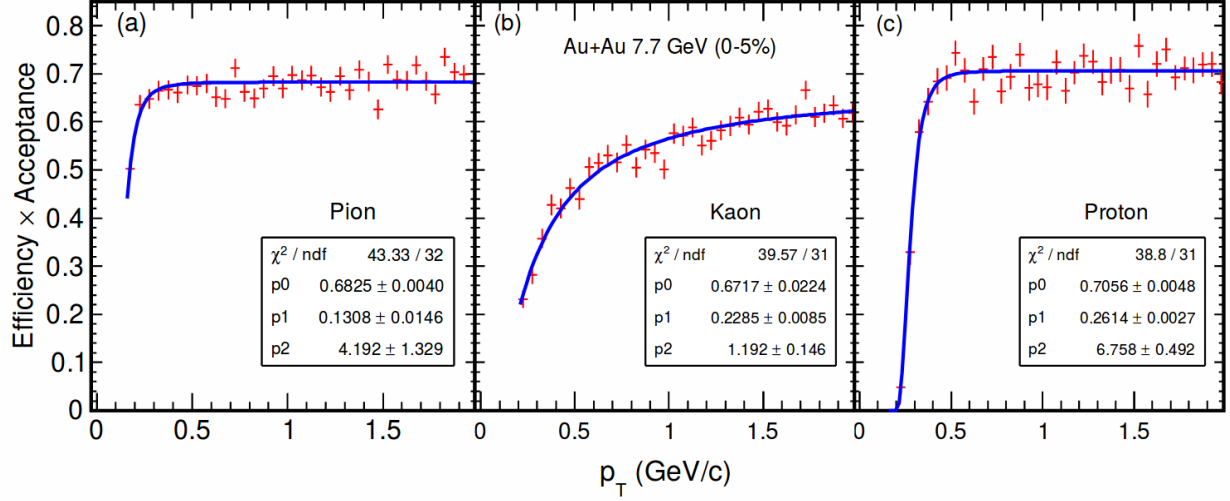 Efficiency × Acceptance
0.8
0.7
0.6
0.5
0.4
0.3
0.2
0.1
0
(a)
Pion
χ² / ndf 43.33 / 32
p0 0.6825 ± 0.0040
p1 0.1308 ± 0.0146
p2 4.192 ± 1.329
0 0.5 1 1.5
(b)
Au+Au 7.7 GeV (0-5%)
Kaon
χ² / ndf 39.57 / 31
p0 0.6717 ± 0.0224
p1 0.2285 ± 0.0085
p2 1.192 ± 0.146
0 0.5 1 1.5
(c)
Proton
χ² / ndf 38.8 / 31
p0 0.7056 ± 0.0048
p1 0.2614 ± 0.0027
p2 6.758 ± 0.492
0 0.5 1 1.5
p_T (GeV/c)